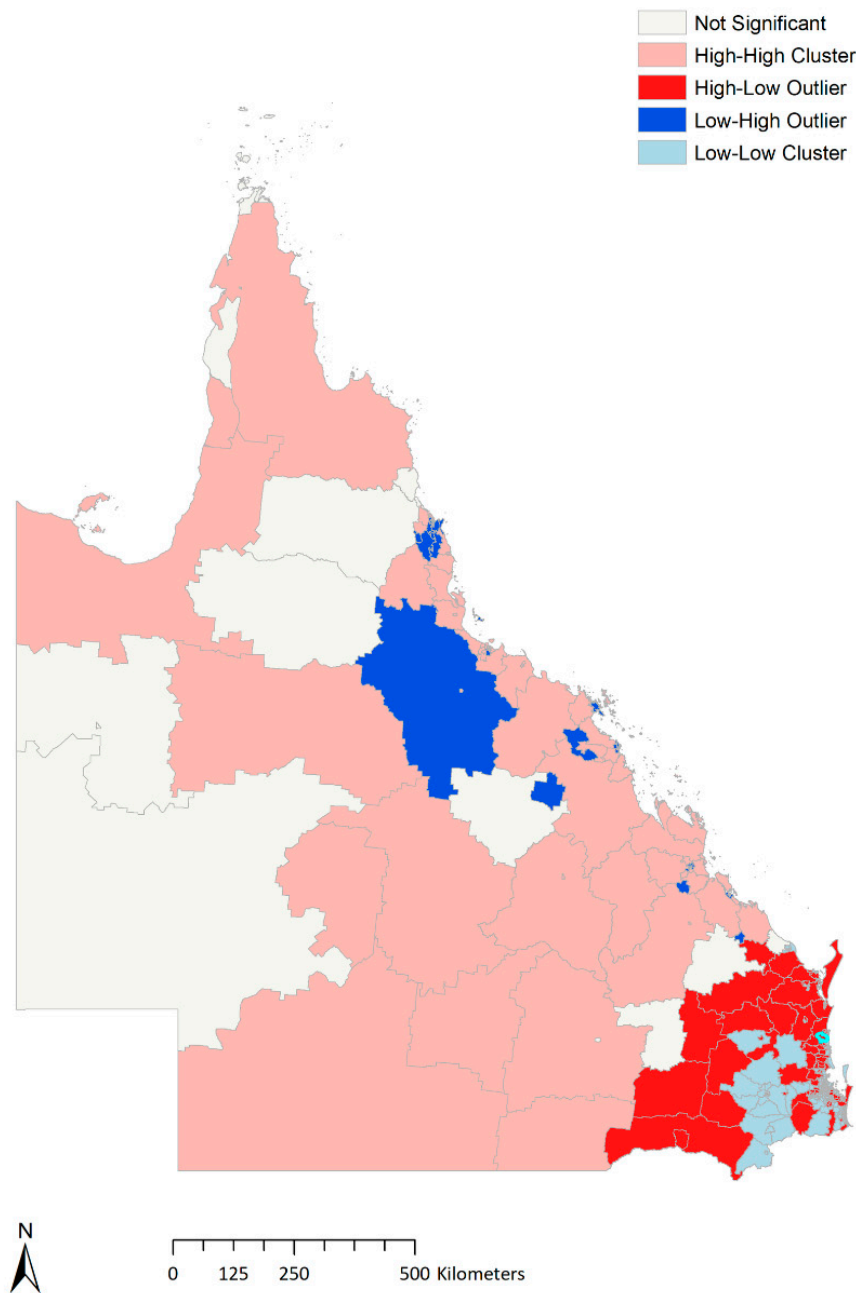 Not Significant
High-High Cluster
High-Low Outlier
Low-High Outlier
Low-Low Cluster
N
0 125 250 500 Kilometers